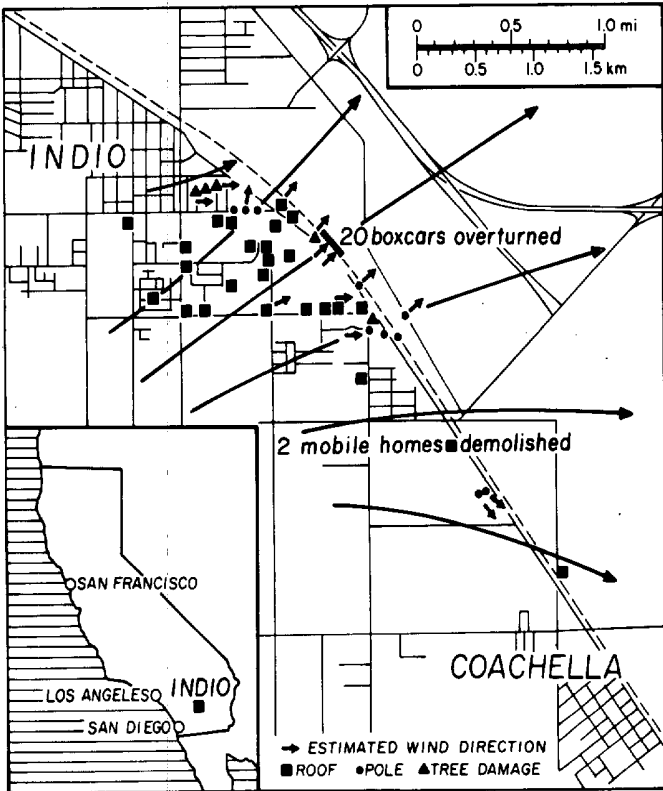 0 0.5 1.0 mi
0 0.5 1.0 1.5 km
INDIO
20 boxcars overturned
2 mobile homes demolished
SAN FRANCISCO
LOS ANGELES
INDIO
SAN DIEGO
COACHELLA
ESTIMATED WIND DIRECTION
ROOF POLE TREE DAMAGE